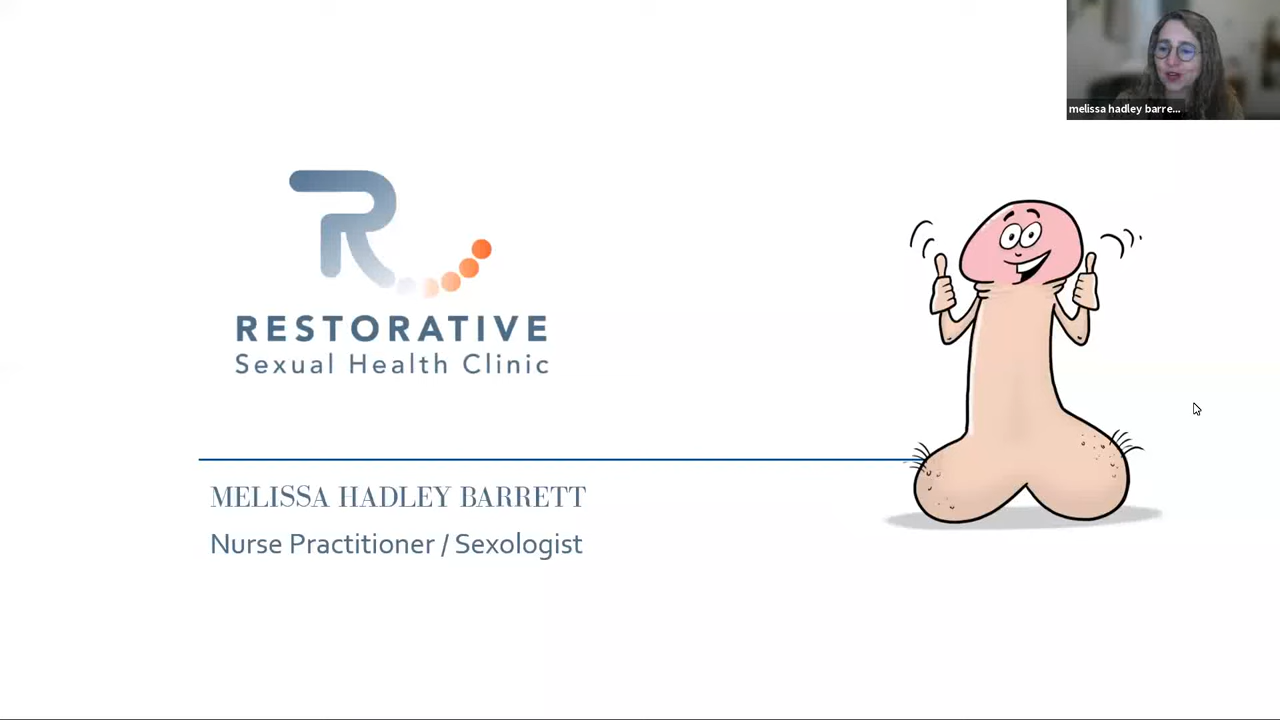 melissa hadley barre...
RESTORATIVE
Sexual Health Clinic
MELISSA HADLEY BARRETT
Nurse Practitioner / Sexologist